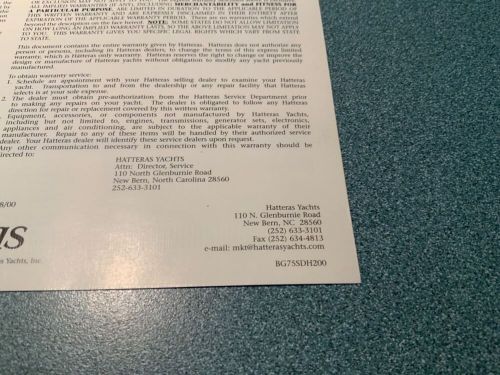 ALL IMPLIED WARRANTIES (IF ANY), INCLUDING MERCHANTABILITY and FITNESS FOR
A PARTICULAR PURPOSE, ARE LIMITED IN DURATION TO THE APPLICABLE PERIOD OF
THIS WRITTEN WARRANTY AND ARE DISCLAIMED IN THEIR ENTIRETY AFTER
EXPIRATION OF THE APPLICABLE WARRANTY PERIOD. There are no warranties which extend
beyond the description on the face hereof. NOTE: SOME STATES DO NOT ALLOW LIMITATION
ON HOW LONG AN IMPLIED WARRANTY LASTS, SO THE ABOVE LIMITATION MAY NOT APPLY
TO YOU. THIS WARRANTY GIVES YOU SPECIFIC LEGAL RIGHTS WHICH VARY FROM STATE
TO STATE.
This document contains the entire warranty given by Hatteras. Hatteras does not authorize any
person or persons, including its Hatteras dealers, to change the terms of this express limited
warranty, which is Hatteras only express warranty. Hatteras reserves the right to change or improve the
design or manufacture of Hatteras yachts without obligation to modify any yacht previously
manufactured.
To obtain warranty service:
1. Schedule an appointment with your Hatteras selling dealer to examine your Hatteras
yacht. Transportation to and from the dealership or any repair facility that Hatteras
selects is at your sole expense.
2. The dealer must obtain pre-authorization from the Hatteras Service Department prior
to making any repairs on your yacht. The dealer is obligated to follow any Hatteras
direction for repair or replacement covered by this written warranty.
Equipment, accessories, or components not manufactured by Hatteras Yachts,
including but not limited to, engines, transmissions, generator sets, electronics,
appliances and air conditioning, are subject to the applicable warranty of their
manufacturer. Repair to any of these items will be handled by their authorized service
dealer. Your Hatteras dealer will identify these service dealers upon request.
Any other communication necessary in connection with this warranty should be
directed to:
HATTERAS YACHTS
Attn: Director, Service
110 North Glenburnie Road
New Bern, North Carolina 28560
252-633-3101
8/00
Hatteras Yachts
110 N. Glenburnie Road
New Bern, NC 28560
(252) 633-3101
Fax (252) 634-4813
e-mail: mkt@hatterasyachts.com
as
Yachts, Inc.
BG75SDH200